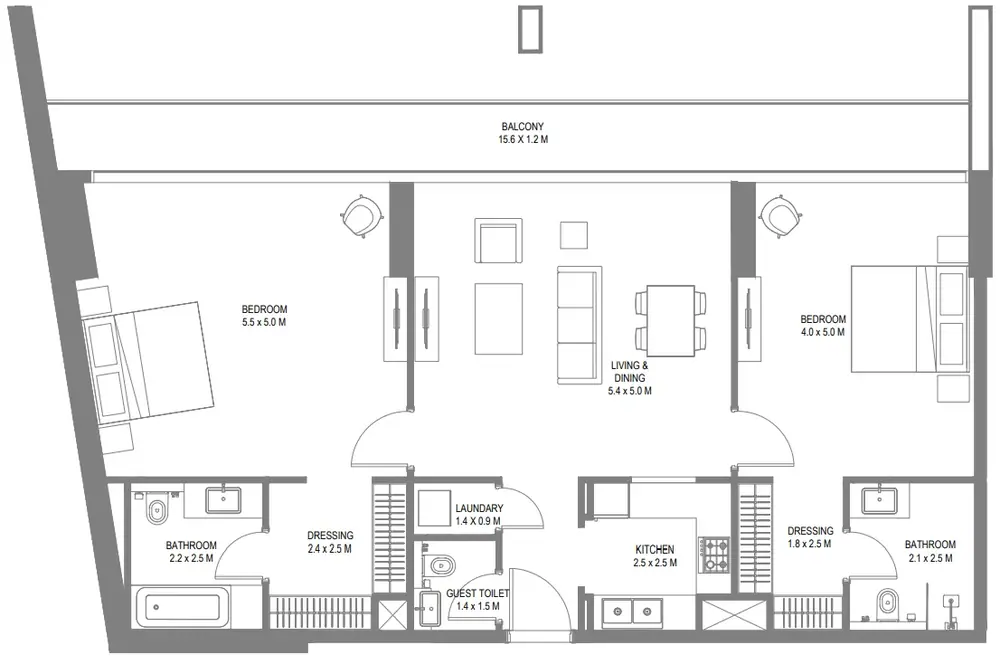 BALCONY
15.6 X 1.2 M
BEDROOM
5.5 x 5.0 M
BEDROOM
4.0 x 5.0 M
LIVING &
DINING
5.4 x 5.0 M
LAUNDARY
1.4 X 0.9 M
DRESSING
2.4 x 2.5 M
BATHROOM
2.2 x 2.5 M
KITCHEN
2.5 x 2.5 M
DRESSING
1.8 x 2.5 M
BATHROOM
2.1 x 2.5 M
GUEST TOILET
1.4 x 1.5 M